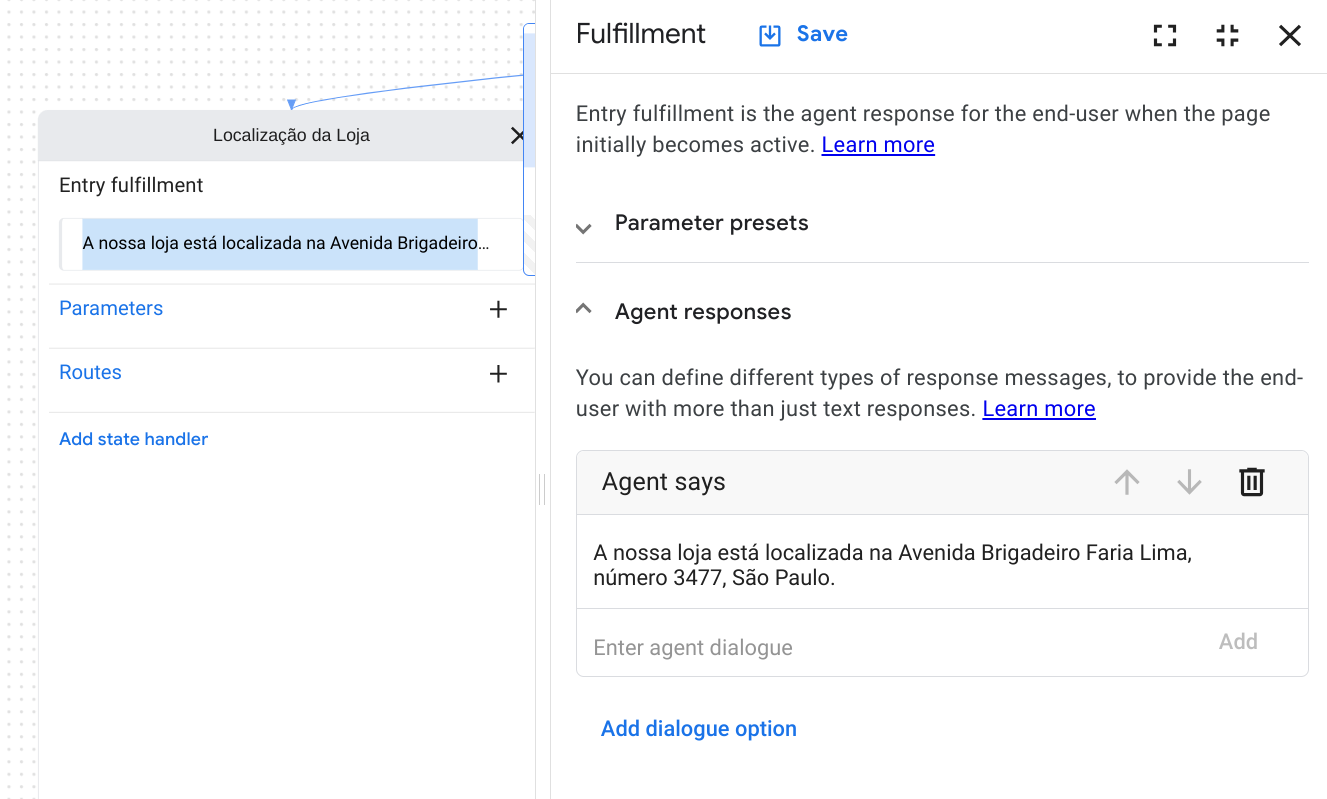 Localização da Loja
Entry fulfillment
A nossa loja está localizada na Avenida Brigadeiro...
Parameters
Routes
Add state handler
Fulfillment
Save
Entry fulfillment is the agent response for the end-user when the page
initially becomes active. Learn more
Parameter presets
Agent responses
You can define different types of response messages, to provide the end-
user with more than just text responses. Learn more
Agent says
A nossa loja está localizada na Avenida Brigadeiro Faria Lima,
número 3477, São Paulo.
Enter agent dialogue
Add
Add dialogue option